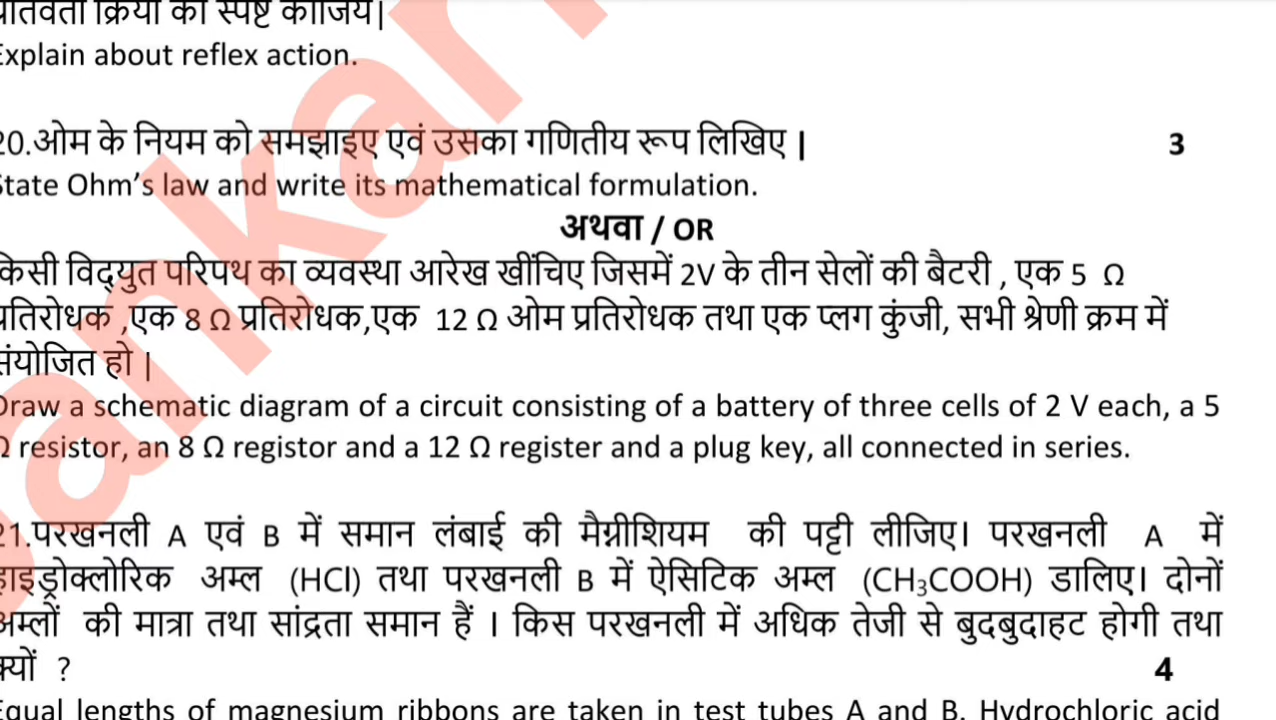 प्रतिवर्ती क्रिया को स्पष्ट कीजिये|
Explain about reflex action.
20.ओम के नियम को समझाइए एवं उसका गणितीय रूप लिखिए | 3
State Ohm's law and write its mathematical formulation.
अथवा / OR
किसी विद्युत परिपथ का व्यवस्था आरेख खींचिए जिसमें 2V के तीन सेलों की बैटरी , एक 5 Ω
प्रतिरोधक ,एक 8 Ω प्रतिरोधक,एक 12 Ω ओम प्रतिरोधक तथा एक प्लग कुंजी, सभी श्रेणी क्रम में
संयोजित हो |
Draw a schematic diagram of a circuit consisting of a battery of three cells of 2 V each, a 5
Ω resistor, an 8 Ω registor and a 12 Ω register and a plug key, all connected in series.
21.परखनली A एवं B में समान लंबाई की मैग्नीशियम की पट्टी लीजिए। परखनली A में
हाइड्रोक्लोरिक अम्ल (HCl) तथा परखनली B में ऐसिटिक अम्ल (CH₃COOH) डालिए। दोनों
अम्लों की मात्रा तथा सांद्रता समान हैं । किस परखनली में अधिक तेजी से बुदबुदाहट होगी तथा
क्यों ? 4
Equal lengths of magnesium ribbons are taken in test tubes A and B. Hydrochloric acid